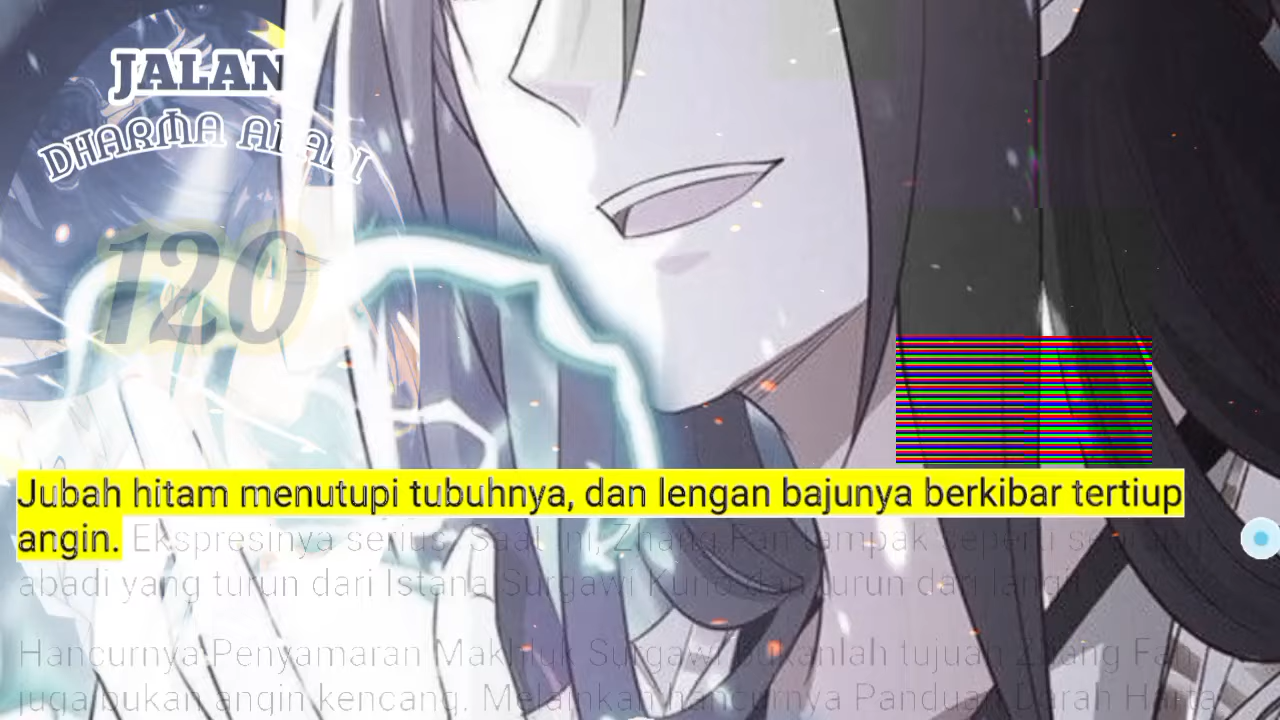 JALAN
DHARMA ABADI
120
Jubah hitam menutupi tubuhnya, dan lengan bajunya berkibar tertiup
angin. Ekspresinya serius. Saat ini, Zhang Fan tampak seperti seorang
abadi yang turun dari Istana Surgawi Kuno dan turun dari langit.
Hancurnya Penyamaran Makhluk Surgawi bukanlah tujuan Zhang Fan,
juga bukan angin kencang. Melainkan hancurnya Panduan Darah Harta